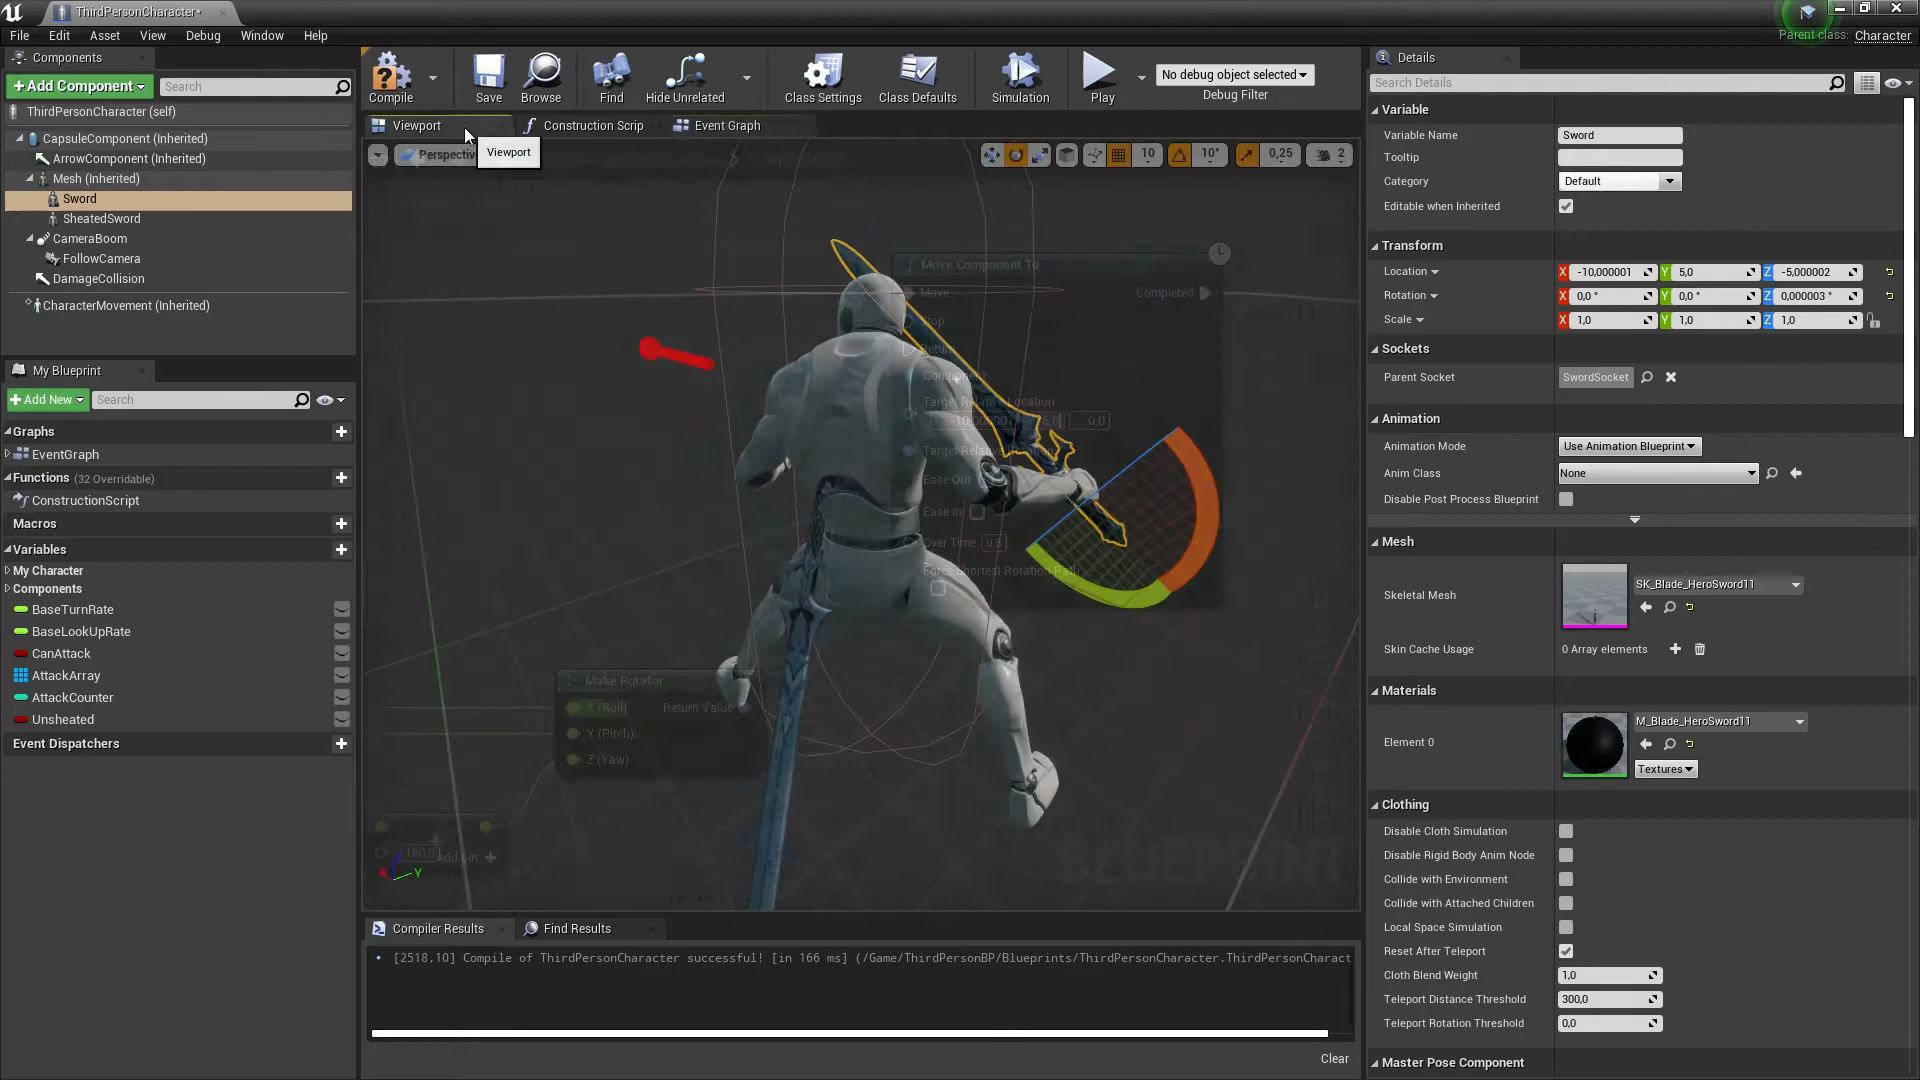 ThirdPersonCharacter*
File Edit Asset View Debug Window Help
Parent class: Character
Components
Add Component
Search
ThirdPersonCharacter (self)
CapsuleComponent (Inherited)
ArrowComponent (Inherited)
Mesh (Inherited)
Sword
SheatedSword
CameraBoom
FollowCamera
DamageCollision
CharacterMovement (Inherited)
My Blueprint
Add New
Search
Graphs
EventGraph
Functions (32 Overridable)
ConstructionScript
Macros
Variables
My Character
Components
BaseTurnRate
BaseLookUpRate
CanAttack
AttackArray
AttackCounter
Unsheated
Event Dispatchers
Compile
Save
Browse
Find
Hide Unrelated
Class Settings
Class Defaults
Simulation
Play
No debug object selected
Debug Filter
Viewport
Construction Scrip
Event Graph
Perspectiv
Viewport
10
10°
0,25
2
Move Component To
Move
Completed
Stop
Return
Component
Target Relative Location
-10,000001
5,0
0,0
Target Relative Rotation
Ease Out
Ease In
Over Time 0,5
Force Shortest Rotation Path
Make Rotator
X (Roll)
Return Value
Y (Pitch)
Z (Yaw)
180,0
Add pin
X
Y
BLUEPRINT
Compiler Results
Find Results
[2518,10] Compile of ThirdPersonCharacter successful! [in 166 ms] (/Game/ThirdPersonBP/Blueprints/ThirdPersonCharacter.ThirdPersonCharact
Clear
Details
Search Details
Variable
Variable Name Sword
Tooltip
Category Default
Editable when Inherited
Transform
Location X -10,000001 Y 5,0 Z -5,000002
Rotation X 0,0 ° Y 0,0 ° Z 0,000003 °
Scale X 1,0 Y 1,0 Z 1,0
Sockets
Parent Socket SwordSocket
Animation
Animation Mode Use Animation Blueprint
Anim Class None
Disable Post Process Blueprint
Mesh
Skeletal Mesh SK_Blade_HeroSword11
Skin Cache Usage 0 Array elements
Materials
Element 0 M_Blade_HeroSword11
Textures
Clothing
Disable Cloth Simulation
Disable Rigid Body Anim Node
Collide with Environment
Collide with Attached Children
Local Space Simulation
Reset After Teleport
Cloth Blend Weight 1,0
Teleport Distance Threshold 300,0
Teleport Rotation Threshold 0,0
Master Pose Component